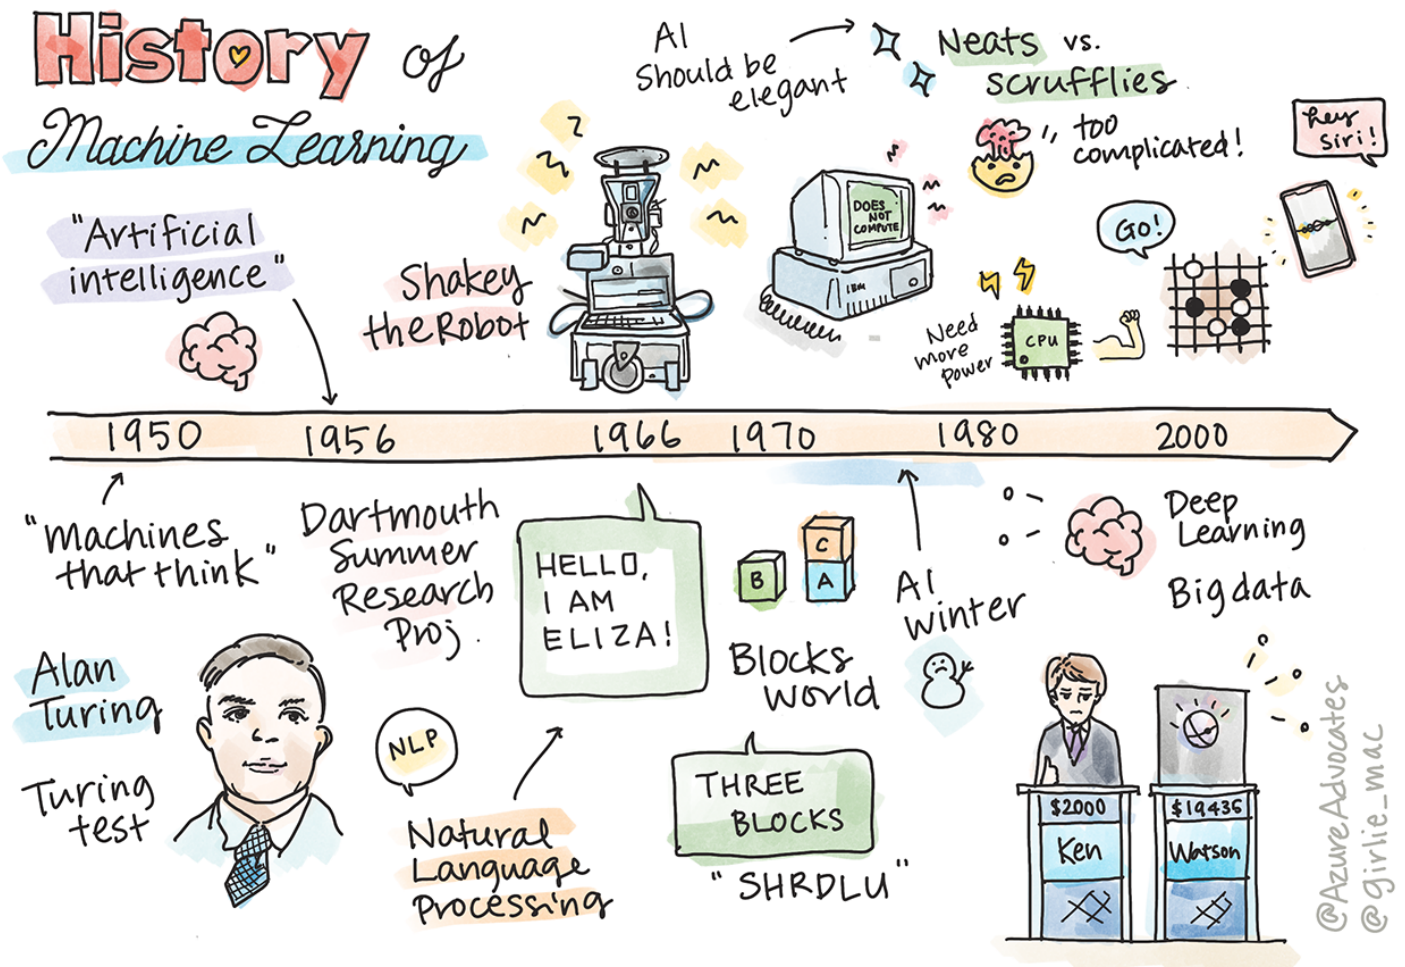 History of
Machine Learning
AI
Should be
elegant
Neats vs.
scrufflies
too
complicated!
hey
Siri!
"Artificial
intelligence"
Shakey
the Robot
DOES
NOT
COMPUTE
IBM
GO!
Need
more
power
CPU
1950
1956
1966
1970
1980
2000
"machines
that think"
Dartmouth
Summer
Research
Proj.
HELLO,
I AM
ELIZA!
B
C
A
Blocks
world
AI
winter
Deep
Learning
Big data
Alan
Turing
Turing
test
NLP
Natural
Language
Processing
THREE
BLOCKS
"SHRDLU"
$2000
Ken
$19435
Watson
@AzureAdvocates
@girlie_mac